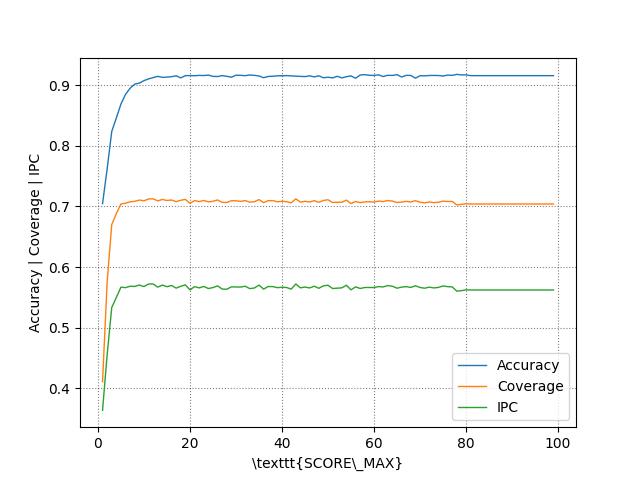 0.9
0.8
0.7
0.6
0.5
0.4
Accuracy | Coverage | IPC
0 20 40 60 80 100
\texttt{SCORE\_MAX}
Accuracy
Coverage
IPC